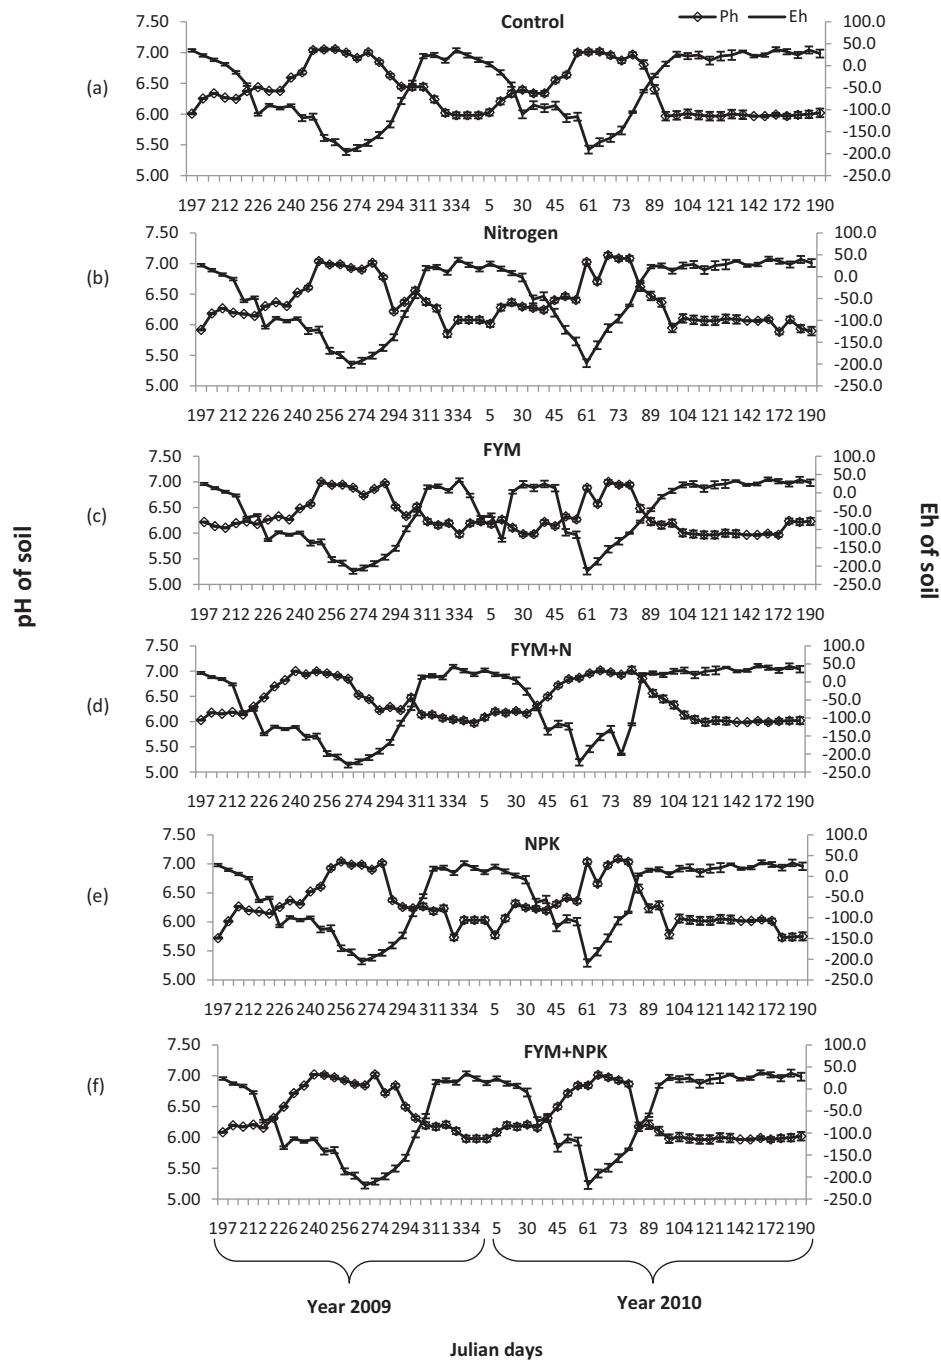 Control
Ph Eh
(a)
7.50 7.00 6.50 6.00 5.50 5.00
100.0 50.0 0.0 -50.0 -100.0 -150.0 -200.0 -250.0
197 212 226 240 256 274 294 311 334 5 30 45 61 73 89 104 121 142 172 190
Nitrogen
(b)
7.50 7.00 6.50 6.00 5.50 5.00
100.0 50.0 0.0 -50.0 -100.0 -150.0 -200.0 -250.0
197 212 226 240 256 274 294 311 334 5 30 45 61 73 89 104 121 142 172 190
FYM
(c)
7.50 7.00 6.50 6.00 5.50 5.00
100.0 50.0 0.0 -50.0 -100.0 -150.0 -200.0 -250.0
197 212 226 240 256 274 294 311 334 5 30 45 61 73 89 104 121 142 172 190
pH of soil
Eh of soil
FYM+N
(d)
7.50 7.00 6.50 6.00 5.50 5.00
100.0 50.0 0.0 -50.0 -100.0 -150.0 -200.0 -250.0
197 212 226 240 256 274 294 311 334 5 30 45 61 73 89 104 121 142 172 190
NPK
(e)
7.50 7.00 6.50 6.00 5.50 5.00
100.0 50.0 0.0 -50.0 -100.0 -150.0 -200.0 -250.0
197 212 226 240 256 274 294 311 334 5 30 45 61 73 89 104 121 142 172 190
FYM+NPK
(f)
7.50 7.00 6.50 6.00 5.50 5.00
100.0 50.0 0.0 -50.0 -100.0 -150.0 -200.0 -250.0
197 212 226 240 256 274 294 311 334 5 30 45 61 73 89 104 121 142 172 190
Year 2009 Year 2010
Julian days